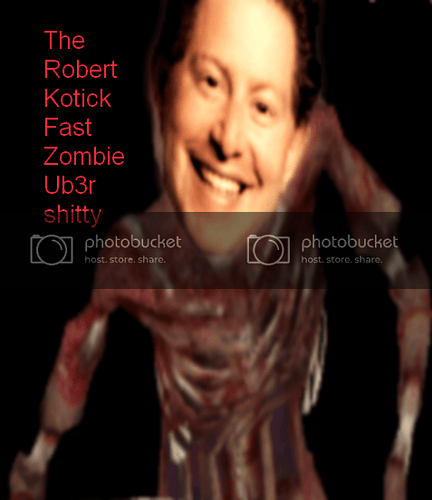 The
Robert
Kotick
Fast
Zombie
Ub3r
shitty
photobucket photobucket
host. store. share. host. store. share.